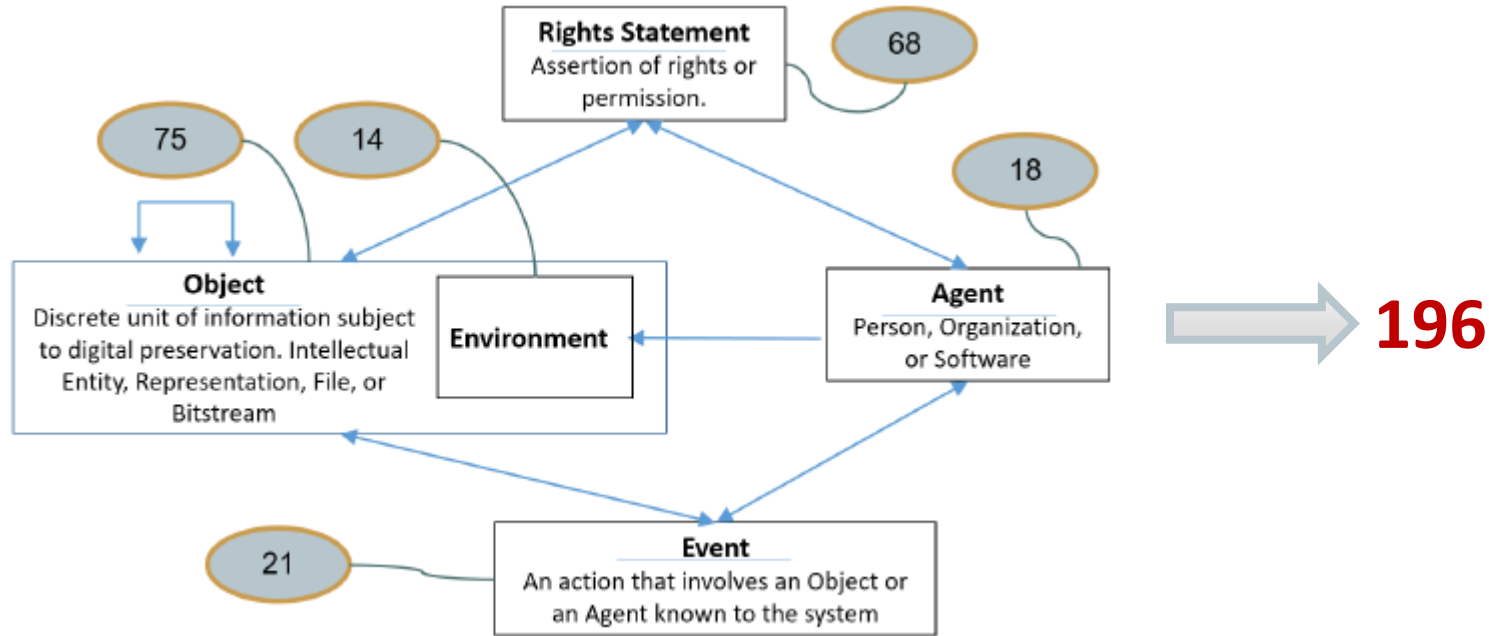 Rights Statement
Assertion of rights or
permission.
68
75
14
18
Object
Discrete unit of information subject
to digital preservation. Intellectual
Entity, Representation, File, or
Bitstream
Environment
Agent
Person, Organization,
or Software
196
Event
An action that involves an Object or
an Agent known to the system
21